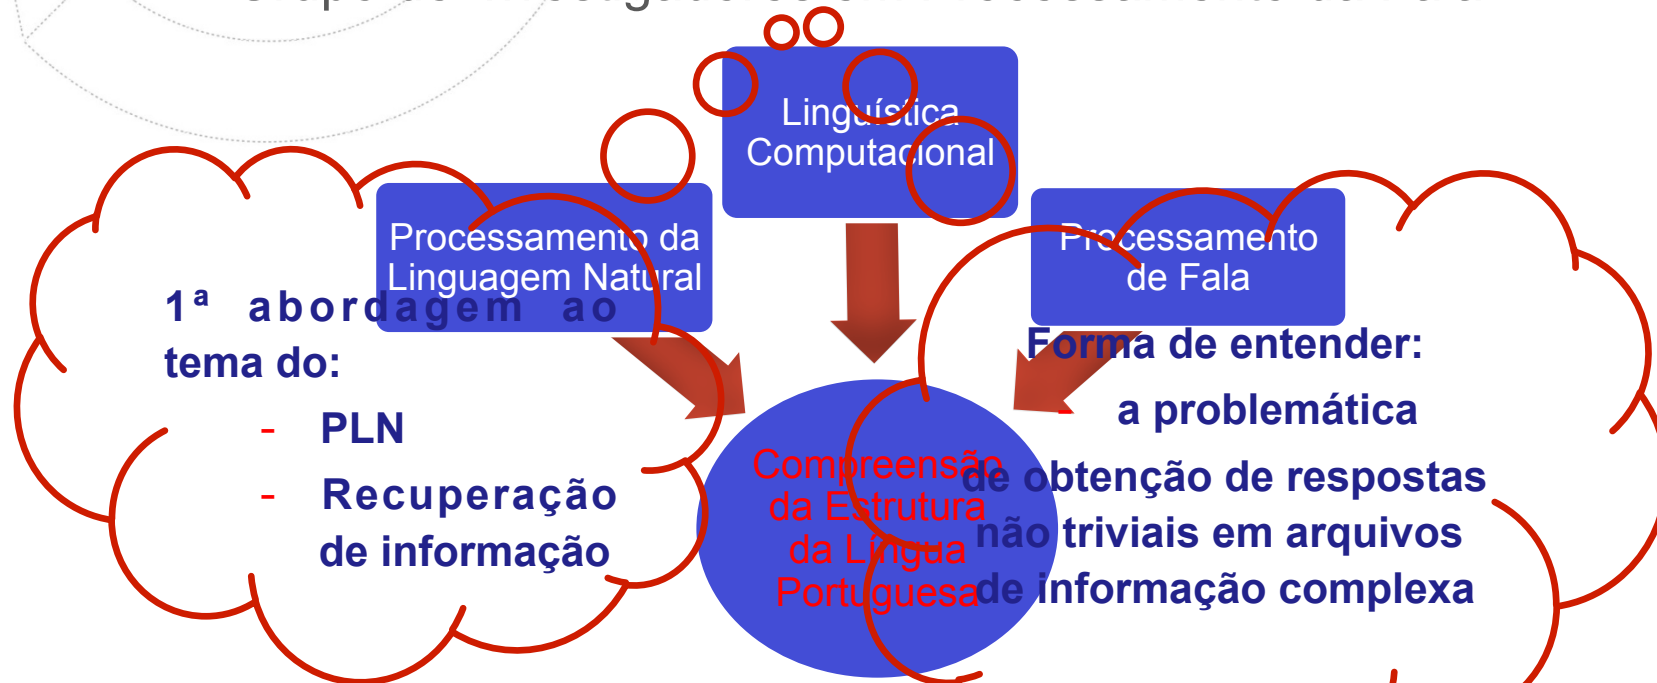 Linguística
Computacional
Processamento da
Linguagem Natural
Processamento
de Fala
1ª abordagem ao
tema do:
- PLN
- Recuperação
de informação
Forma de entender:
- a problemática
de obtenção de respostas
não triviais em arquivos
de informação complexa
Compreensão
da Estrutura
da Língua
Portuguesa